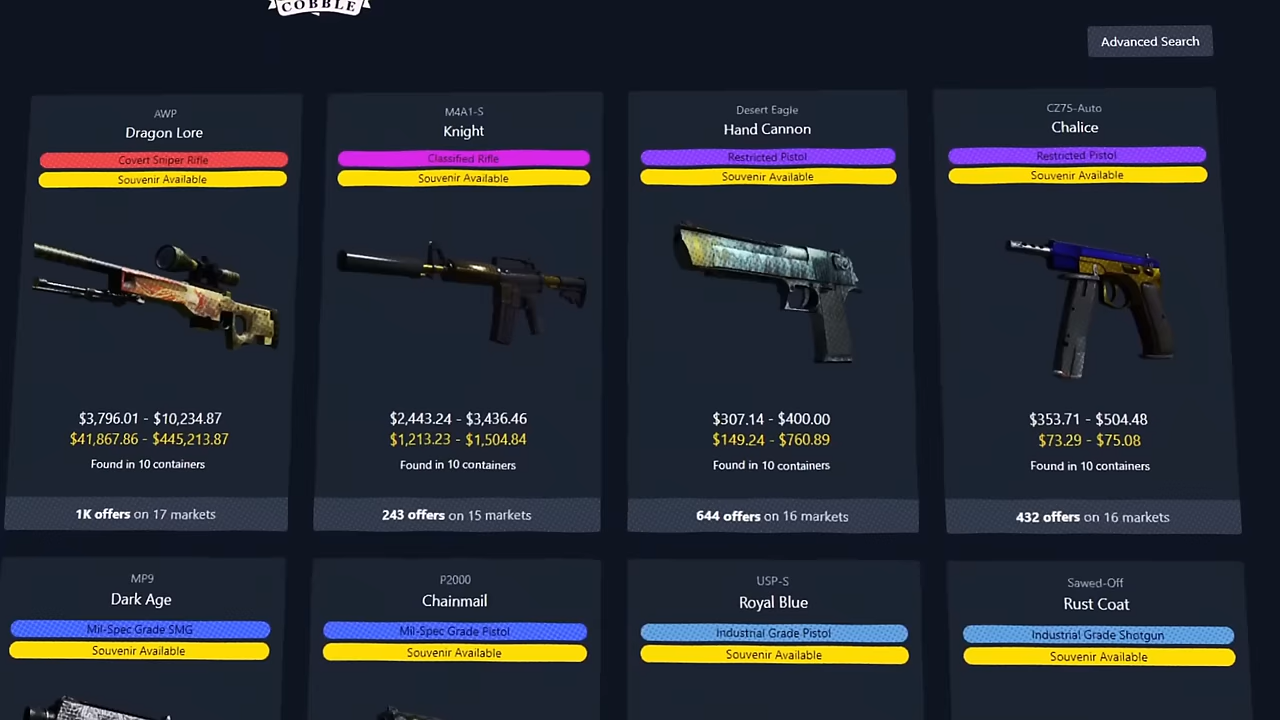 COBBLE
Advanced Search
AWP
Dragon Lore
Covert Sniper Rifle
Souvenir Available
$3,796.01 - $10,234.87
$41,867.86 - $445,213.87
Found in 10 containers
1K offers on 17 markets
M4A1-S
Knight
Classified Rifle
Souvenir Available
$2,443.24 - $3,436.46
$1,213.23 - $1,504.84
Found in 10 containers
243 offers on 15 markets
Desert Eagle
Hand Cannon
Restricted Pistol
Souvenir Available
$307.14 - $400.00
$149.24 - $760.89
Found in 10 containers
644 offers on 16 markets
CZ75-Auto
Chalice
Restricted Pistol
Souvenir Available
$353.71 - $504.48
$73.29 - $75.08
Found in 10 containers
432 offers on 16 markets
MP9
Dark Age
Mil-Spec Grade SMG
Souvenir Available
P2000
Chainmail
Mil-Spec Grade Pistol
Souvenir Available
USP-S
Royal Blue
Industrial Grade Pistol
Souvenir Available
Sawed-Off
Rust Coat
Industrial Grade Shotgun
Souvenir Available